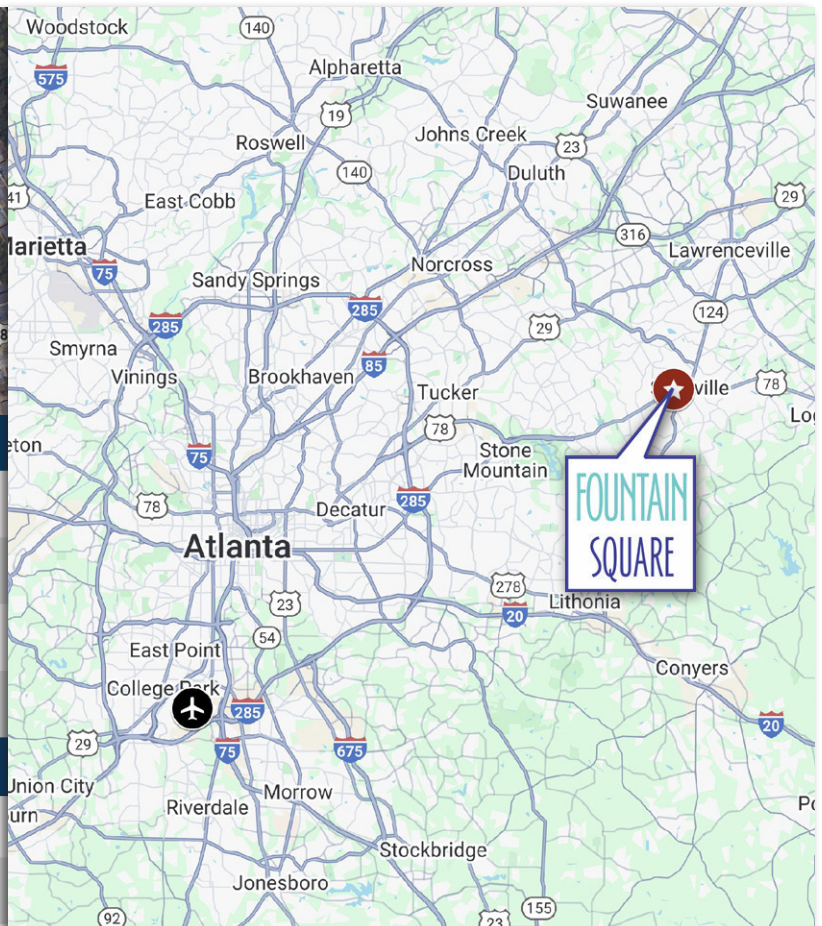 Woodstock
140
575
Alpharetta
Suwanee
19
Roswell
Johns Creek
23
140
Duluth
41
East Cobb
29
316
Marietta
Lawrenceville
75
Norcross
Sandy Springs
285
285
124
29
Smyrna
85
Vinings
Brookhaven
Tucker
ville
78
78
eton
75
Stone
Mountain
FOUNTAIN
SQUARE
78
285
Decatur
Atlanta
278
23
Lithonia
20
54
East Point
Conyers
College Park
285
20
29
75
675
Union City
Morrow
urn
Riverdale
Stockbridge
Jonesboro
92
155
23